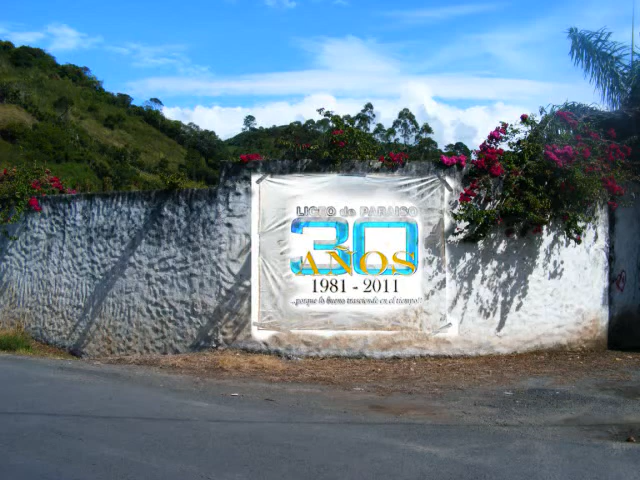 LICEO de PARAISO
30
AÑOS
1981 - 2011
...porque lo bueno trasciende en el tiempo!!